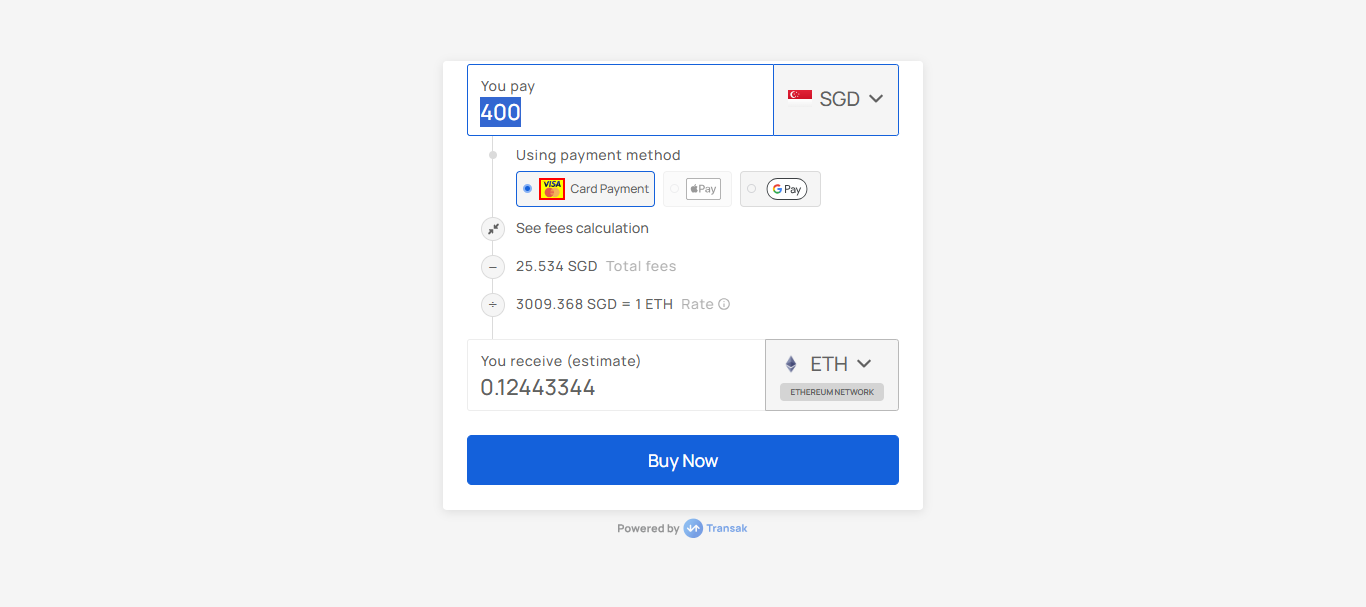 You pay
400
SGD
Using payment method
VISA Card Payment Pay G Pay
See fees calculation
− 25.534 SGD Total fees
÷ 3009.368 SGD = 1 ETH Rate
You receive (estimate)
0.12443344
ETH
ETHEREUM NETWORK
Buy Now
Powered by Transak